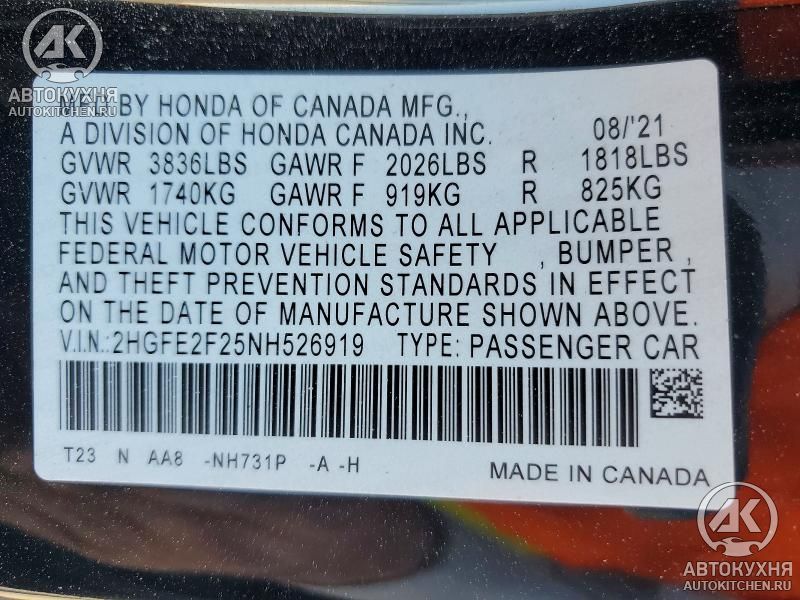 АК
АВТОКУХНЯ
AUTOKITCHEN.RU
MFD BY HONDA OF CANADA MFG.,
A DIVISION OF HONDA CANADA INC. 08/'21
GVWR 3836LBS GAWR F 2026LBS R 1818LBS
GVWR 1740KG GAWR F 919KG R 825KG
THIS VEHICLE CONFORMS TO ALL APPLICABLE
FEDERAL MOTOR VEHICLE SAFETY , BUMPER ,
AND THEFT PREVENTION STANDARDS IN EFFECT
ON THE DATE OF MANUFACTURE SHOWN ABOVE.
V.I.N.:2HGFE2F25NH526919 TYPE: PASSENGER CAR
T23 N AA8 -NH731P -A -H
MADE IN CANADA
АК
АВТОКУХНЯ
AUTOKITCHEN.RU